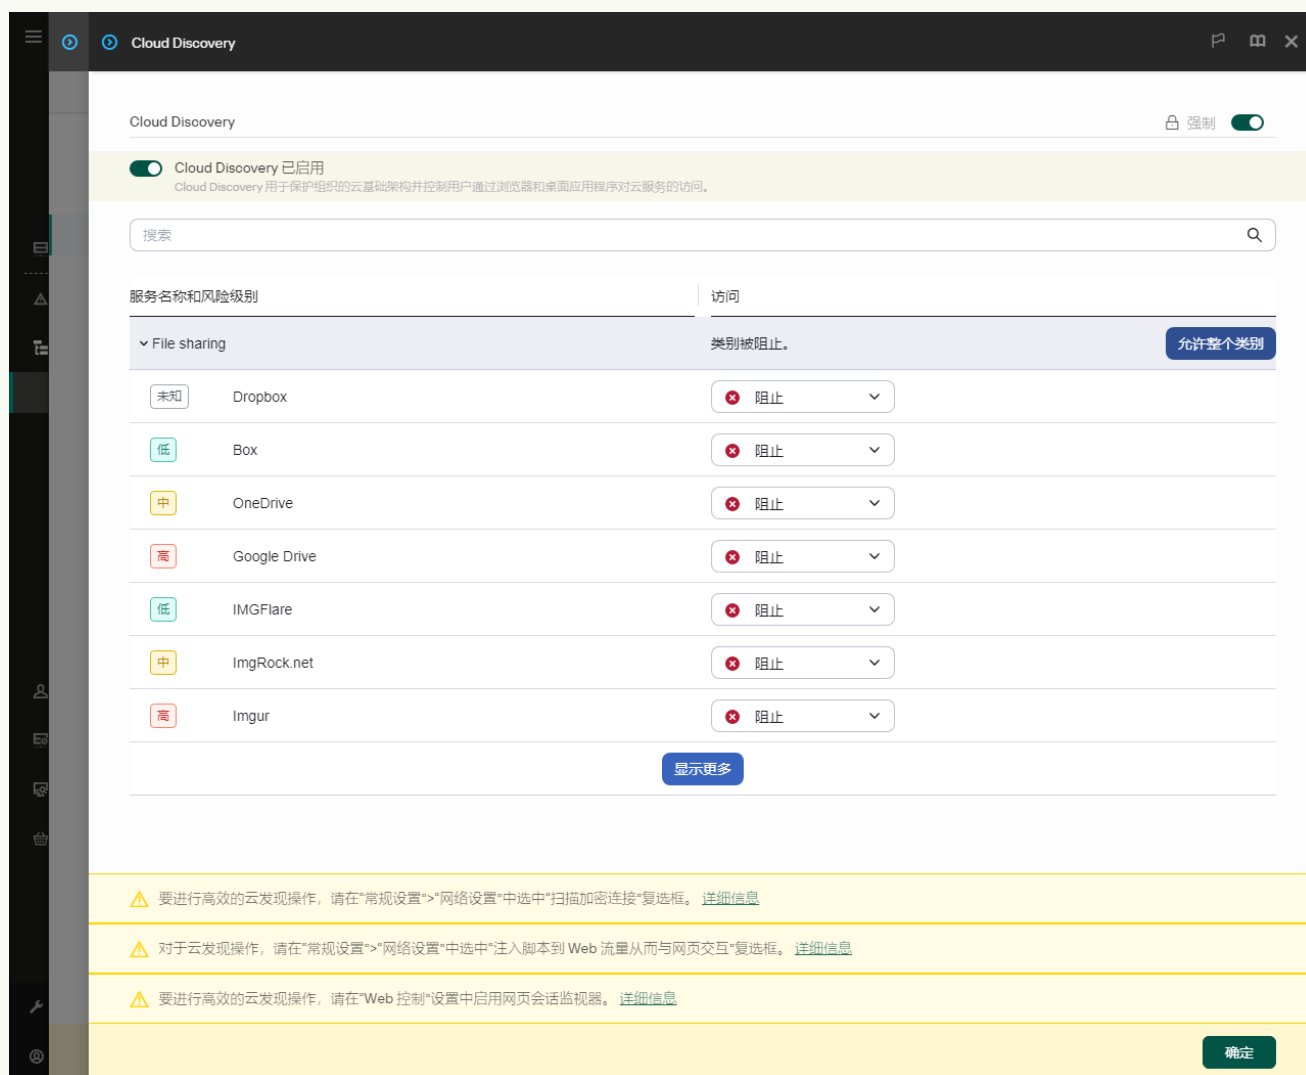 Cloud Discovery
Cloud Discovery
强制
Cloud Discovery 已启用
Cloud Discovery 用于保护组织的云基础架构并控制用户通过浏览器和桌面应用程序对云服务的访问。
搜索
服务名称和风险级别
访问
File sharing
类别被阻止。
允许整个类别
未知 Dropbox 阻止
低 Box 阻止
中 OneDrive 阻止
高 Google Drive 阻止
低 IMGFlare 阻止
中 ImgRock.net 阻止
高 Imgur 阻止
显示更多
要进行高效的云发现操作，请在"常规设置">"网络设置"中选中"扫描加密连接"复选框。 详细信息
对于云发现操作，请在"常规设置">"网络设置"中选中"注入脚本到 Web 流量从而与网页交互"复选框。 详细信息
要进行高效的云发现操作，请在"Web 控制"设置中启用网页会话监视器。 详细信息
确定